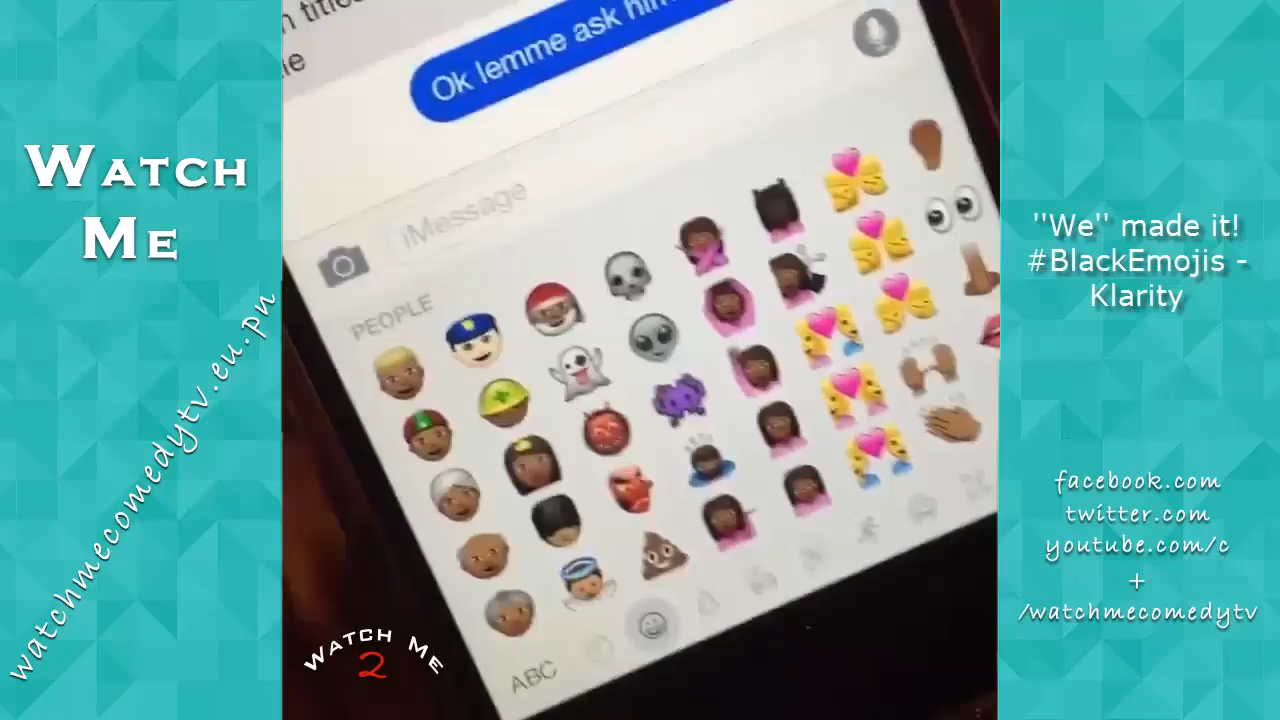 Watch
Me
watchmecomedytv.eu.pn
Ok lemme ask him
iMessage
PEOPLE
ABC
Watch Me
2
"We" made it!
#BlackEmojis -
Klarity
facebook.com
twitter.com
youtube.com/c
+
/watchmecomedytv